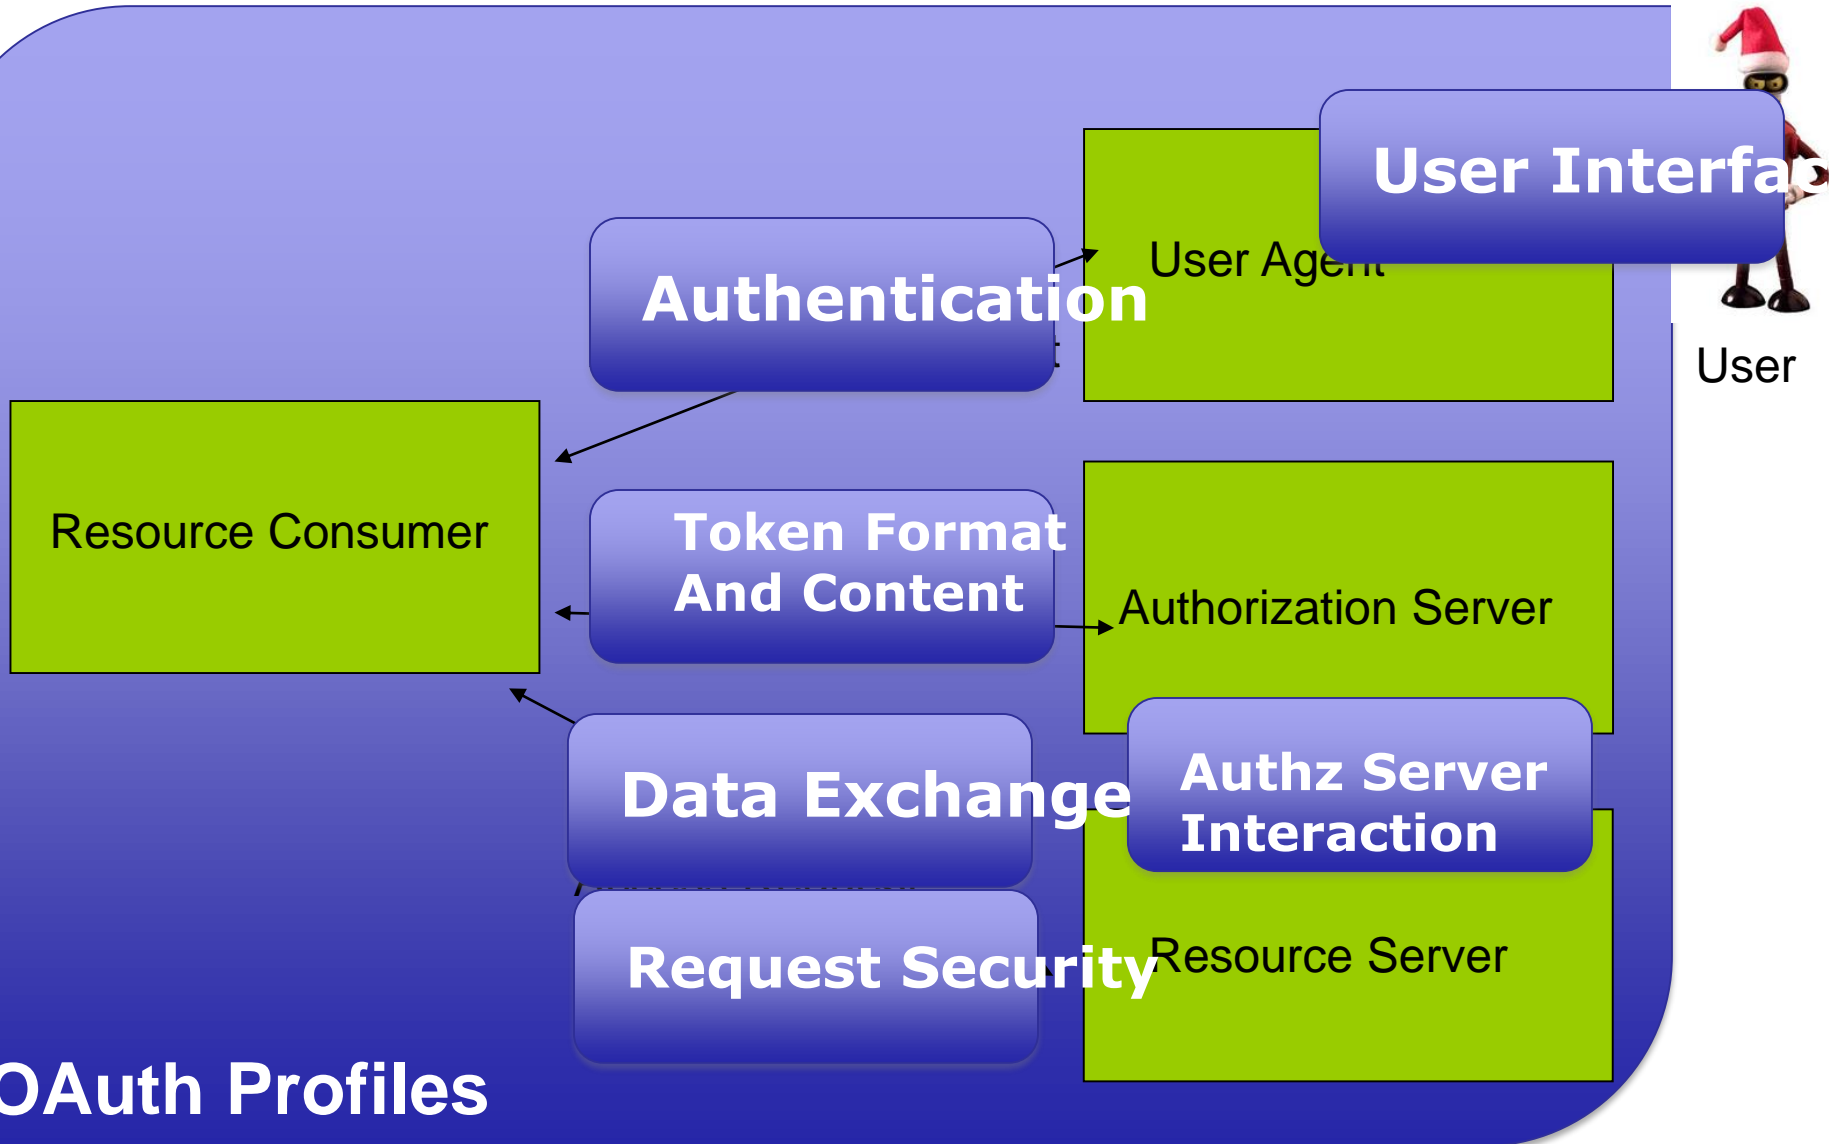 User Interfac
User Agent
Authentication
User
Resource Consumer
Token Format
And Content
Authorization Server
Data Exchange
Authz Server
Interaction
Request Security
Resource Server
OAuth Profiles